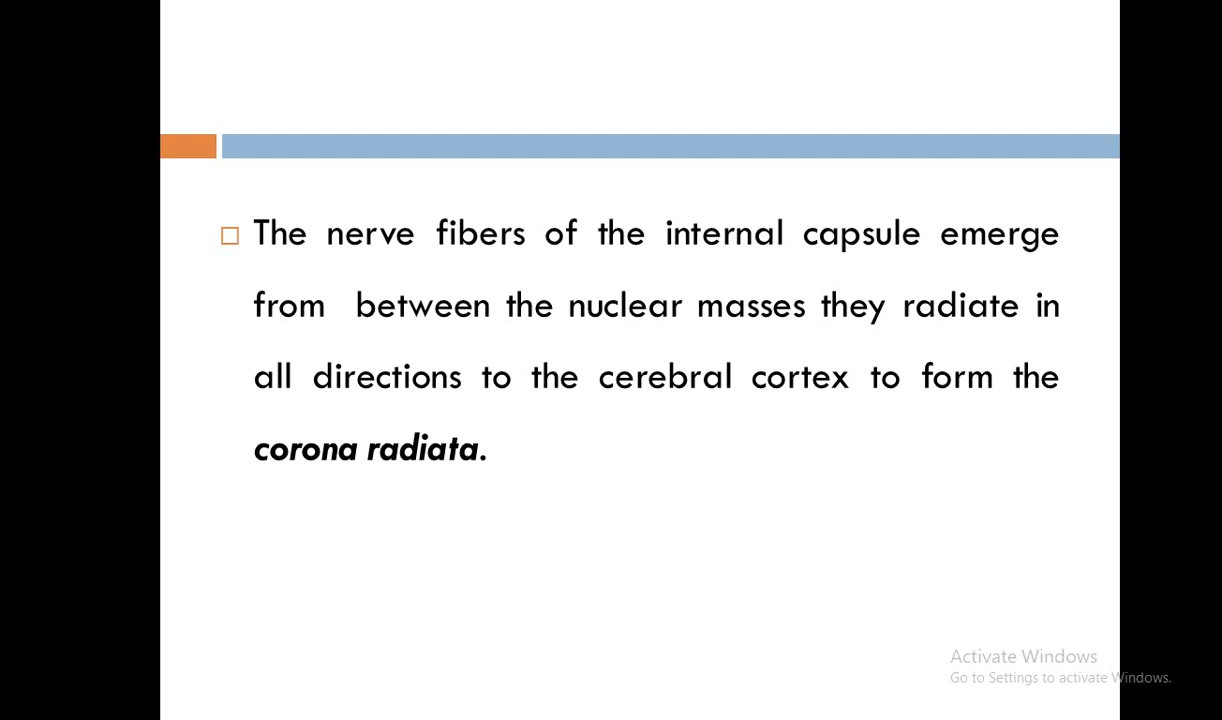 The nerve fibers of the internal capsule emerge
from between the nuclear masses they radiate in
all directions to the cerebral cortex to form the
corona radiata.
Activate Windows
Go to Settings to activate Windows.